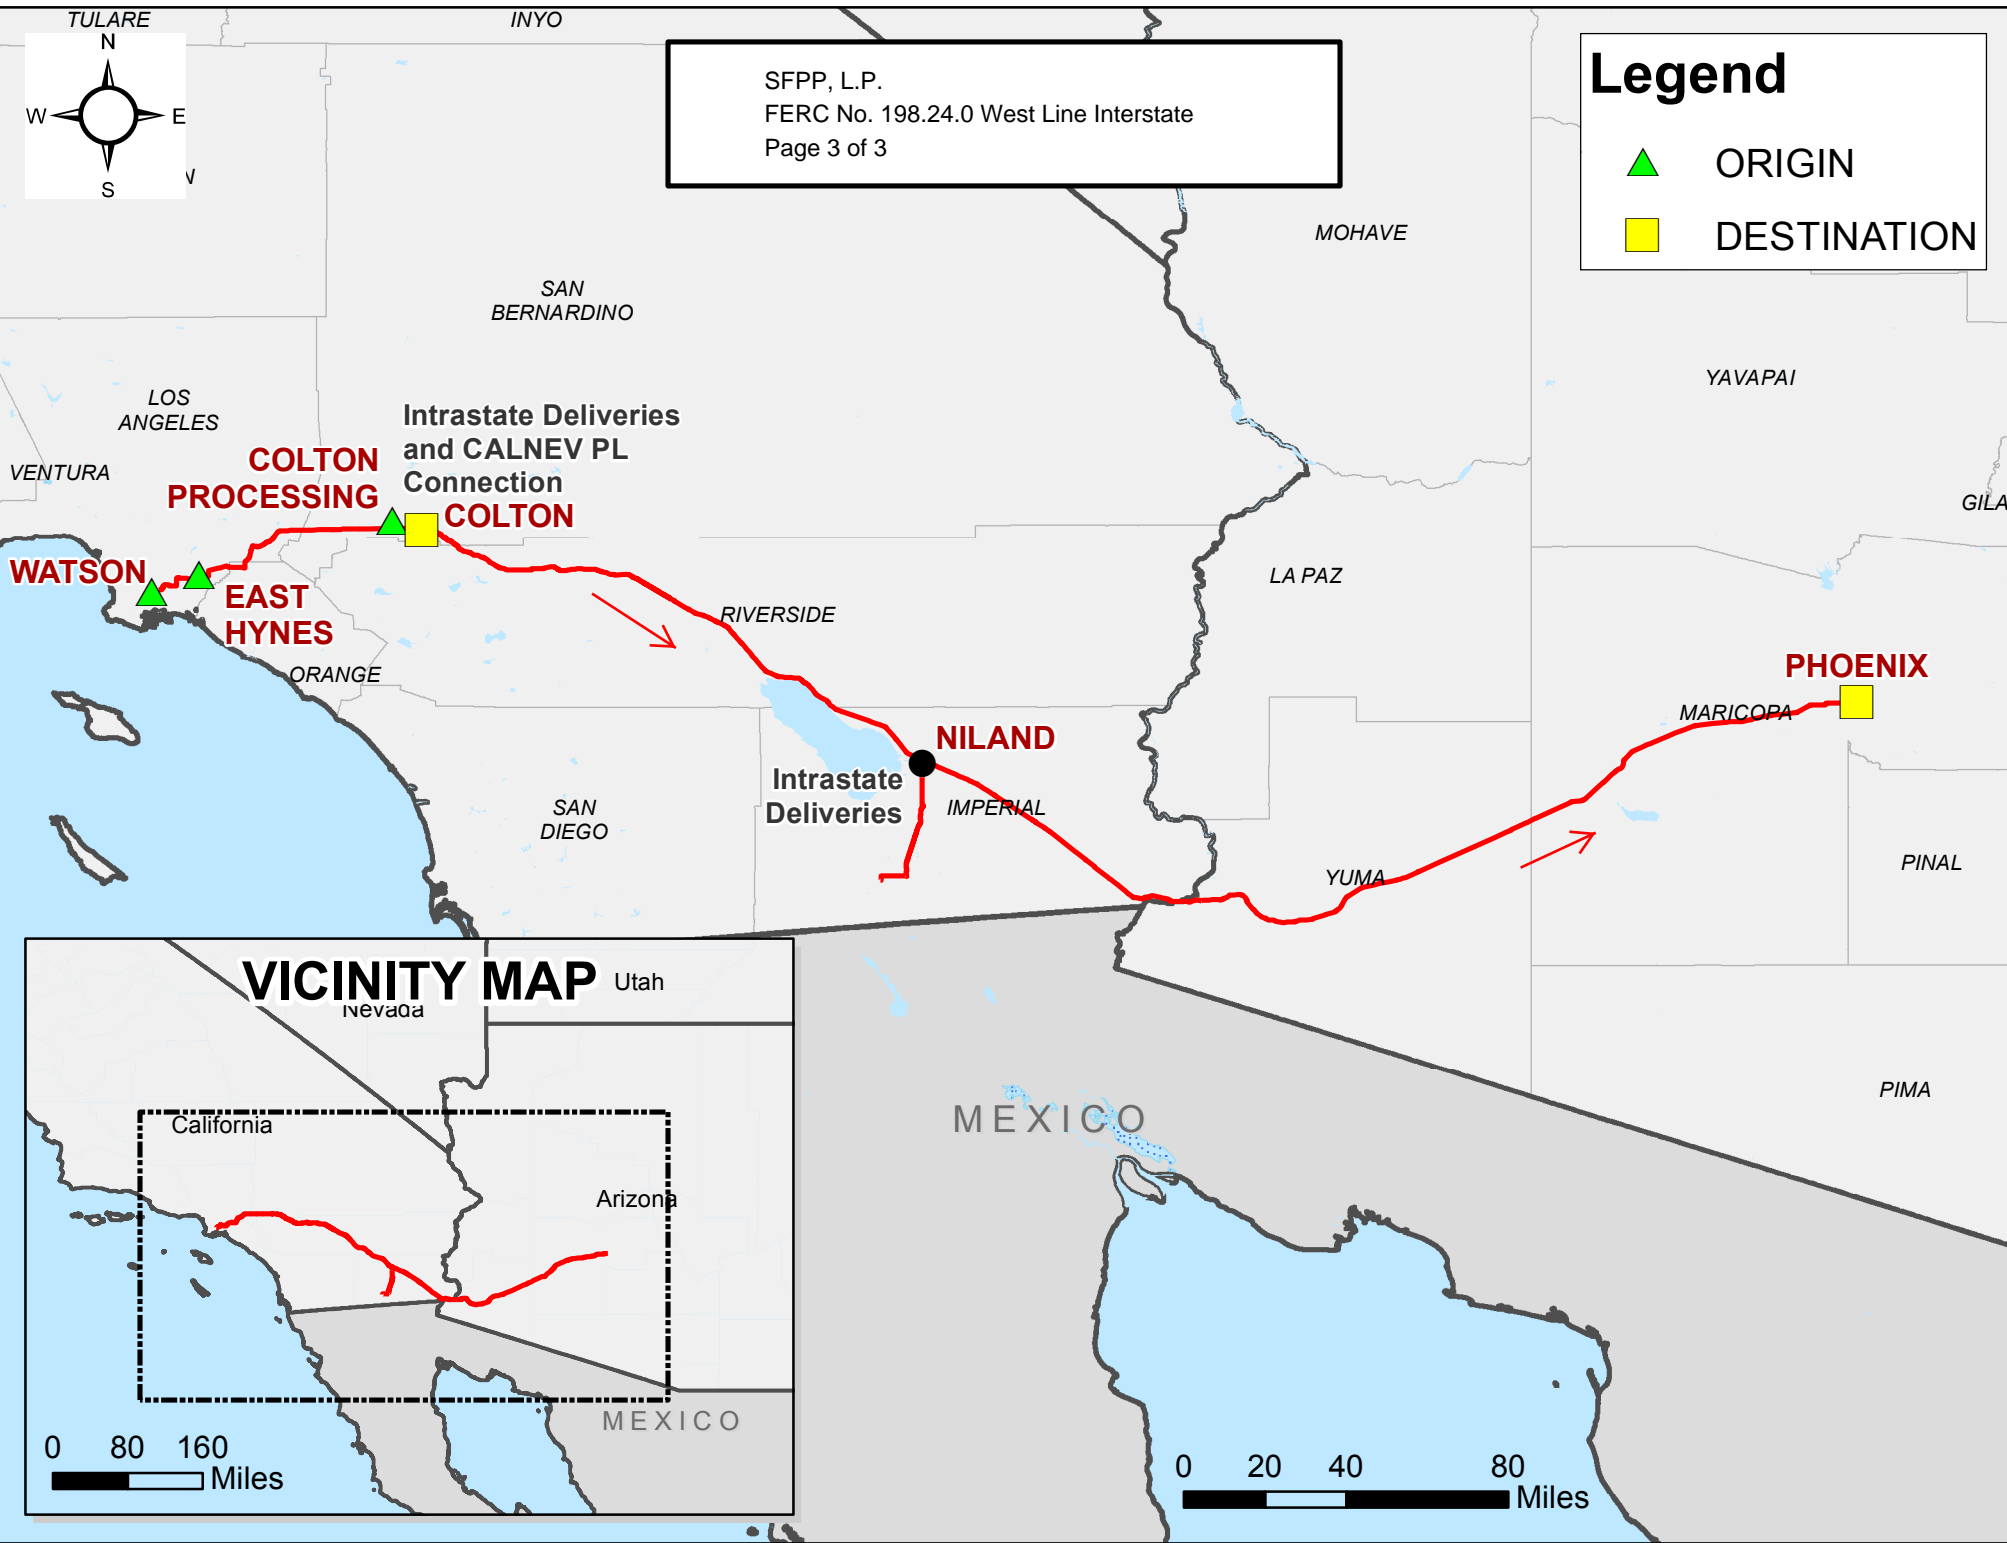 TULARE
INYO
N
W
E
S
N
SFPP, L.P.
FERC No. 198.24.0 West Line Interstate
Page 3 of 3
Legend
ORIGIN
DESTINATION
MOHAVE
SAN
BERNARDINO
YAVAPAI
LOS
ANGELES
VENTURA
Intrastate Deliveries
and CALNEV PL
Connection
COLTON
PROCESSING
COLTON
GILA
WATSON
EAST
HYNES
LA PAZ
RIVERSIDE
ORANGE
PHOENIX
MARICOPA
NILAND
Intrastate
Deliveries
IMPERIAL
SAN
DIEGO
YUMA
PINAL
PIMA
MEXICO
VICINITY MAP
Utah
Nevada
California
Arizona
MEXICO
0 80 160
Miles
0 20 40 80
Miles